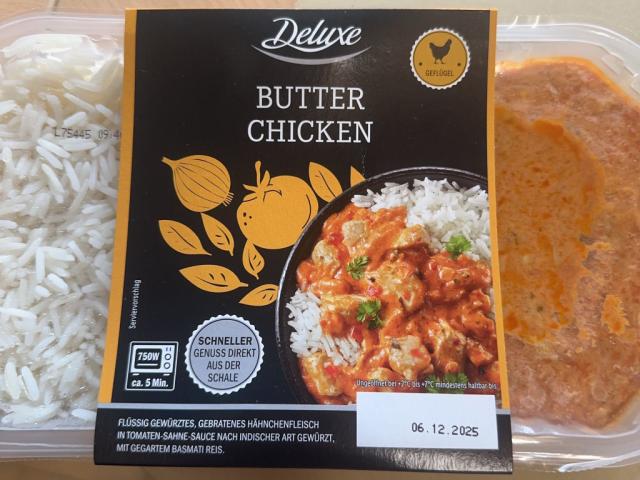 Deluxe
GEFLÜGEL
BUTTER
CHICKEN
L75445 09:4
Serviervorschlag
750W
ca. 5 Min.
SCHNELLER
GENUSS DIREKT
AUS DER
SCHALE
Ungeöffnet bei +2°C bis +7°C mindestens haltbar bis:
06.12.2025
FLÜSSIG GEWÜRZTES, GEBRATENES HÄHNCHENFLEISCH
IN TOMATEN-SAHNE-SAUCE NACH INDISCHER ART GEWÜRZT,
MIT GEGARTEM BASMATI REIS.